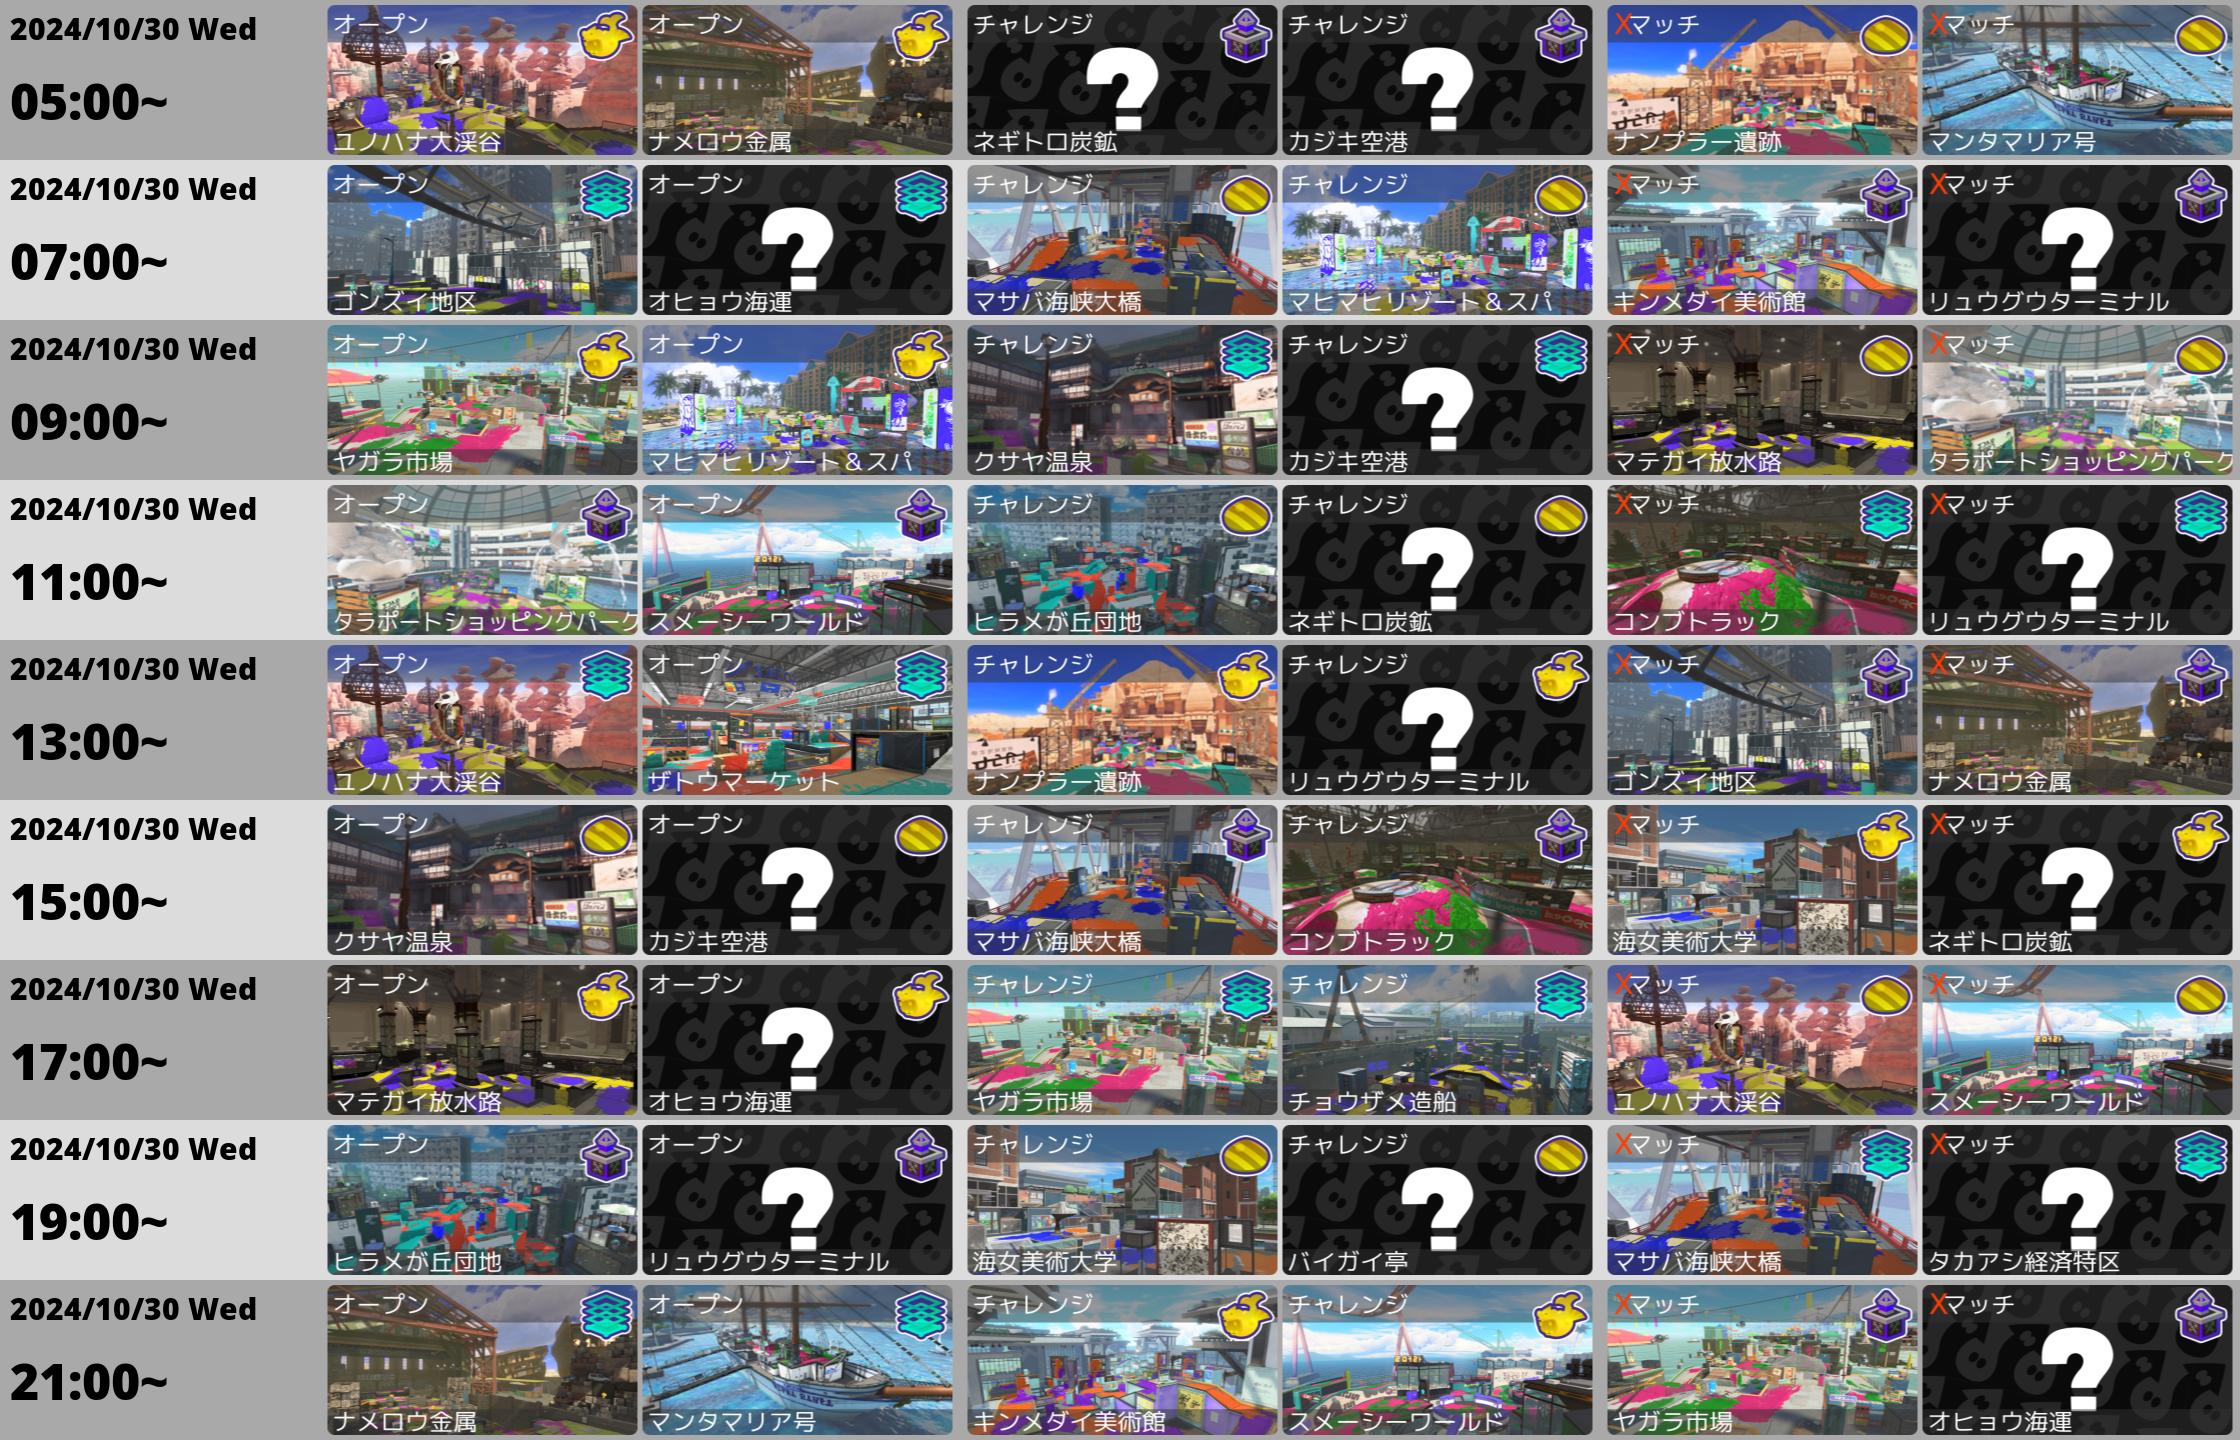 2024/10/30 Wed
05:00~
オープン
ユノハナ大渓谷
オープン
ナメロウ金属
チャレンジ
ネギトロ炭鉱
チャレンジ
カジキ空港
Xマッチ
ナンプラー遺跡
Xマッチ
マンタマリア号
2024/10/30 Wed
07:00~
オープン
ゴンズイ地区
オープン
オヒョウ海運
チャレンジ
マサバ海峡大橋
チャレンジ
マヒマヒリゾート&スパ
Xマッチ
キンメダイ美術館
Xマッチ
リュウグウターミナル
2024/10/30 Wed
09:00~
オープン
ヤガラ市場
オープン
マヒマヒリゾート&スパ
チャレンジ
クサヤ温泉
チャレンジ
カジキ空港
Xマッチ
マテガイ放水路
Xマッチ
タラポートショッピングパーク
2024/10/30 Wed
11:00~
オープン
タラポートショッピングパーク
オープン
スメーシーワールド
チャレンジ
ヒラメが丘団地
チャレンジ
ネギトロ炭鉱
Xマッチ
コンブトラック
Xマッチ
リュウグウターミナル
2024/10/30 Wed
13:00~
オープン
ユノハナ大渓谷
オープン
ザトウマーケット
チャレンジ
ナンプラー遺跡
チャレンジ
リュウグウターミナル
Xマッチ
ゴンズイ地区
Xマッチ
ナメロウ金属
2024/10/30 Wed
15:00~
オープン
クサヤ温泉
オープン
カジキ空港
チャレンジ
マサバ海峡大橋
チャレンジ
コンブトラック
Xマッチ
海女美術大学
Xマッチ
ネギトロ炭鉱
2024/10/30 Wed
17:00~
オープン
マテガイ放水路
オープン
オヒョウ海運
チャレンジ
ヤガラ市場
チャレンジ
チョウザメ造船
Xマッチ
ユノハナ大渓谷
Xマッチ
スメーシーワールド
2024/10/30 Wed
19:00~
オープン
ヒラメが丘団地
オープン
リュウグウターミナル
チャレンジ
海女美術大学
チャレンジ
バイガイ亭
Xマッチ
マサバ海峡大橋
Xマッチ
タカアシ経済特区
2024/10/30 Wed
21:00~
オープン
ナメロウ金属
オープン
マンタマリア号
チャレンジ
キンメダイ美術館
チャレンジ
スメーシーワールド
Xマッチ
ヤガラ市場
Xマッチ
オヒョウ海運